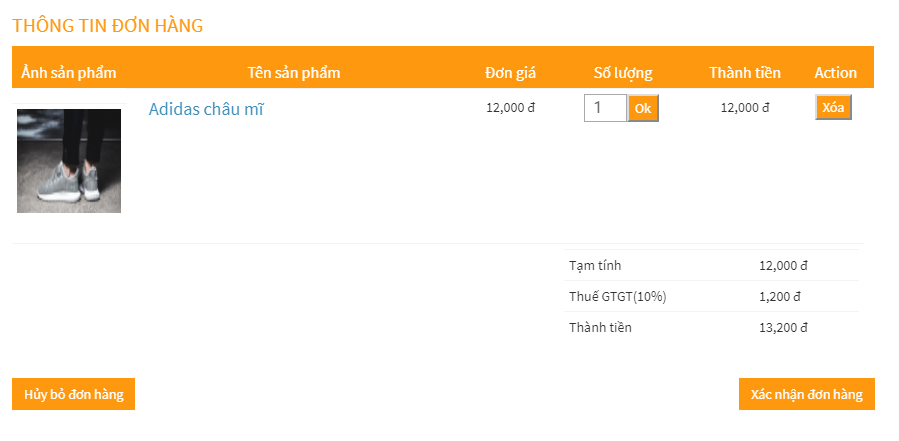 THÔNG TIN ĐƠN HÀNG
Ảnh sản phẩm Tên sản phẩm Đơn giá Số lượng Thành tiền Action
Adidas châu mĩ 12,000 đ 1 Ok 12,000 đ Xóa
Tạm tính 12,000 đ
Thuế GTGT(10%) 1,200 đ
Thành tiền 13,200 đ
Hủy bỏ đơn hàng Xác nhận đơn hàng